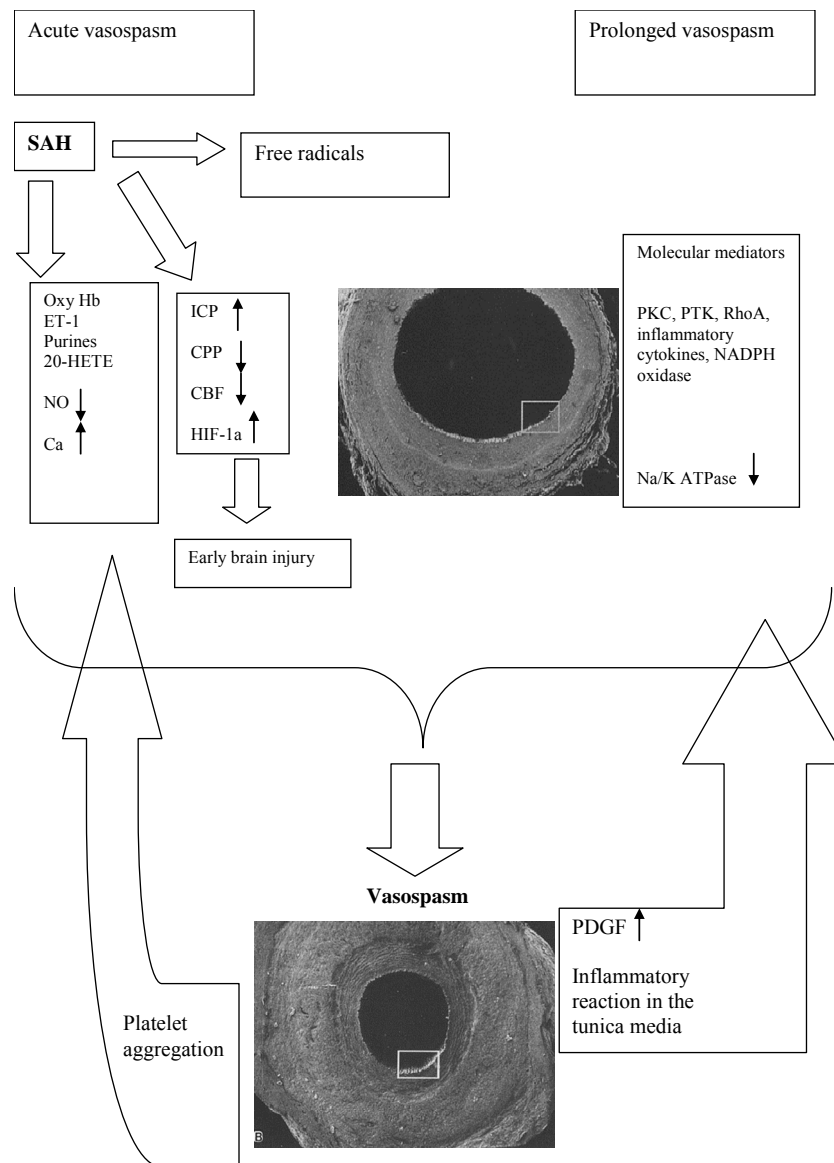 Acute vasospasm
Prolonged vasospasm
SAH
Free radicals
Oxy Hb
ET-1
Purines
20-HETE
NO
Ca
ICP
CPP
CBF
HIF-1a
Molecular mediators
PKC, PTK, RhoA,
inflammatory
cytokines, NADPH
oxidase
Na/K ATPase
Early brain injury
Vasospasm
PDGF
Inflammatory
reaction in the
tunica media
Platelet
aggregation
B